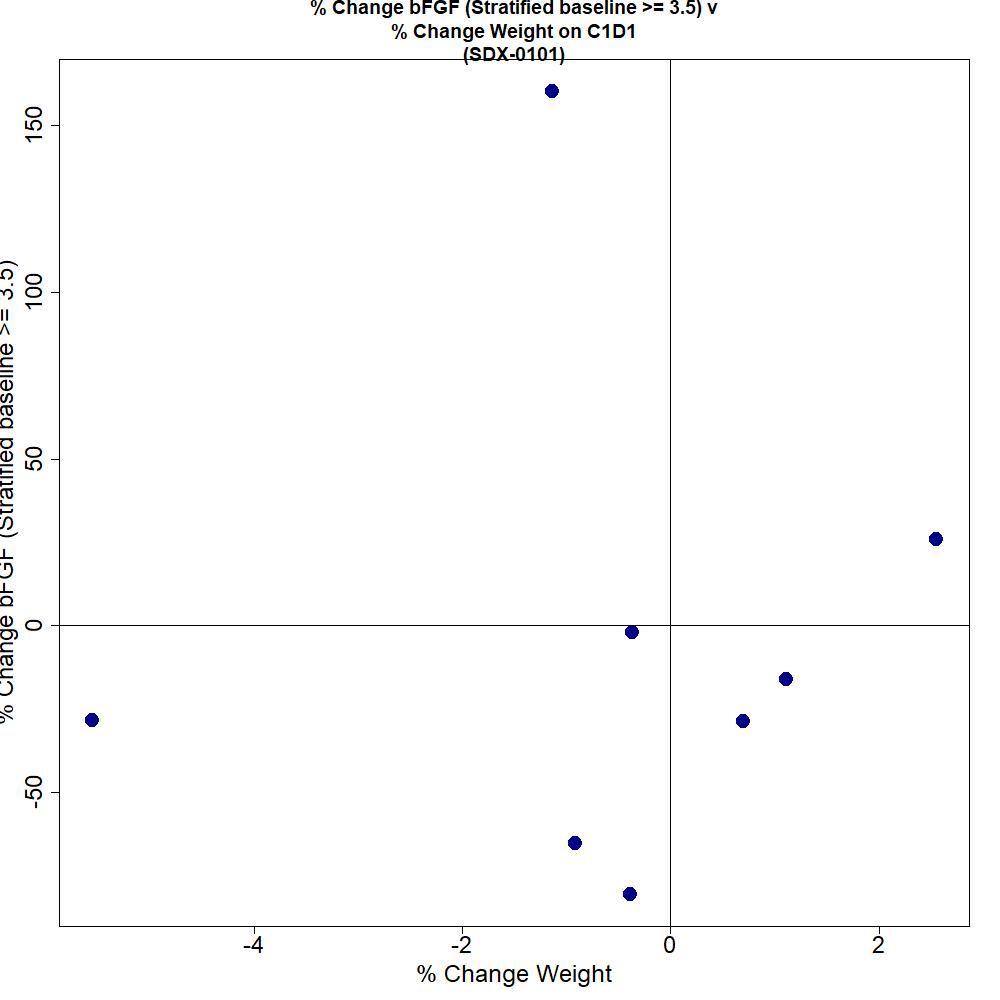 % Change bFGF (Stratified baseline >= 3.5) v
% Change Weight on C1D1
(SDX-0101)
% Change bFGF (Stratified baseline >= 3.5)
150
100
50
0
-50
-4
-2
0
2
% Change Weight